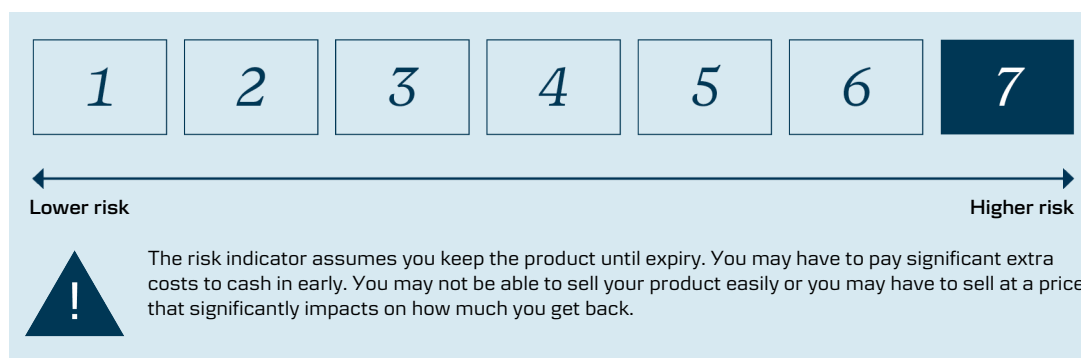 1 2 3 4 5 6 7
Lower risk Higher risk
!
The risk indicator assumes you keep the product until expiry. You may have to pay significant extra
costs to cash in early. You may not be able to sell your product easily or you may have to sell at a price
that significantly impacts on how much you get back.